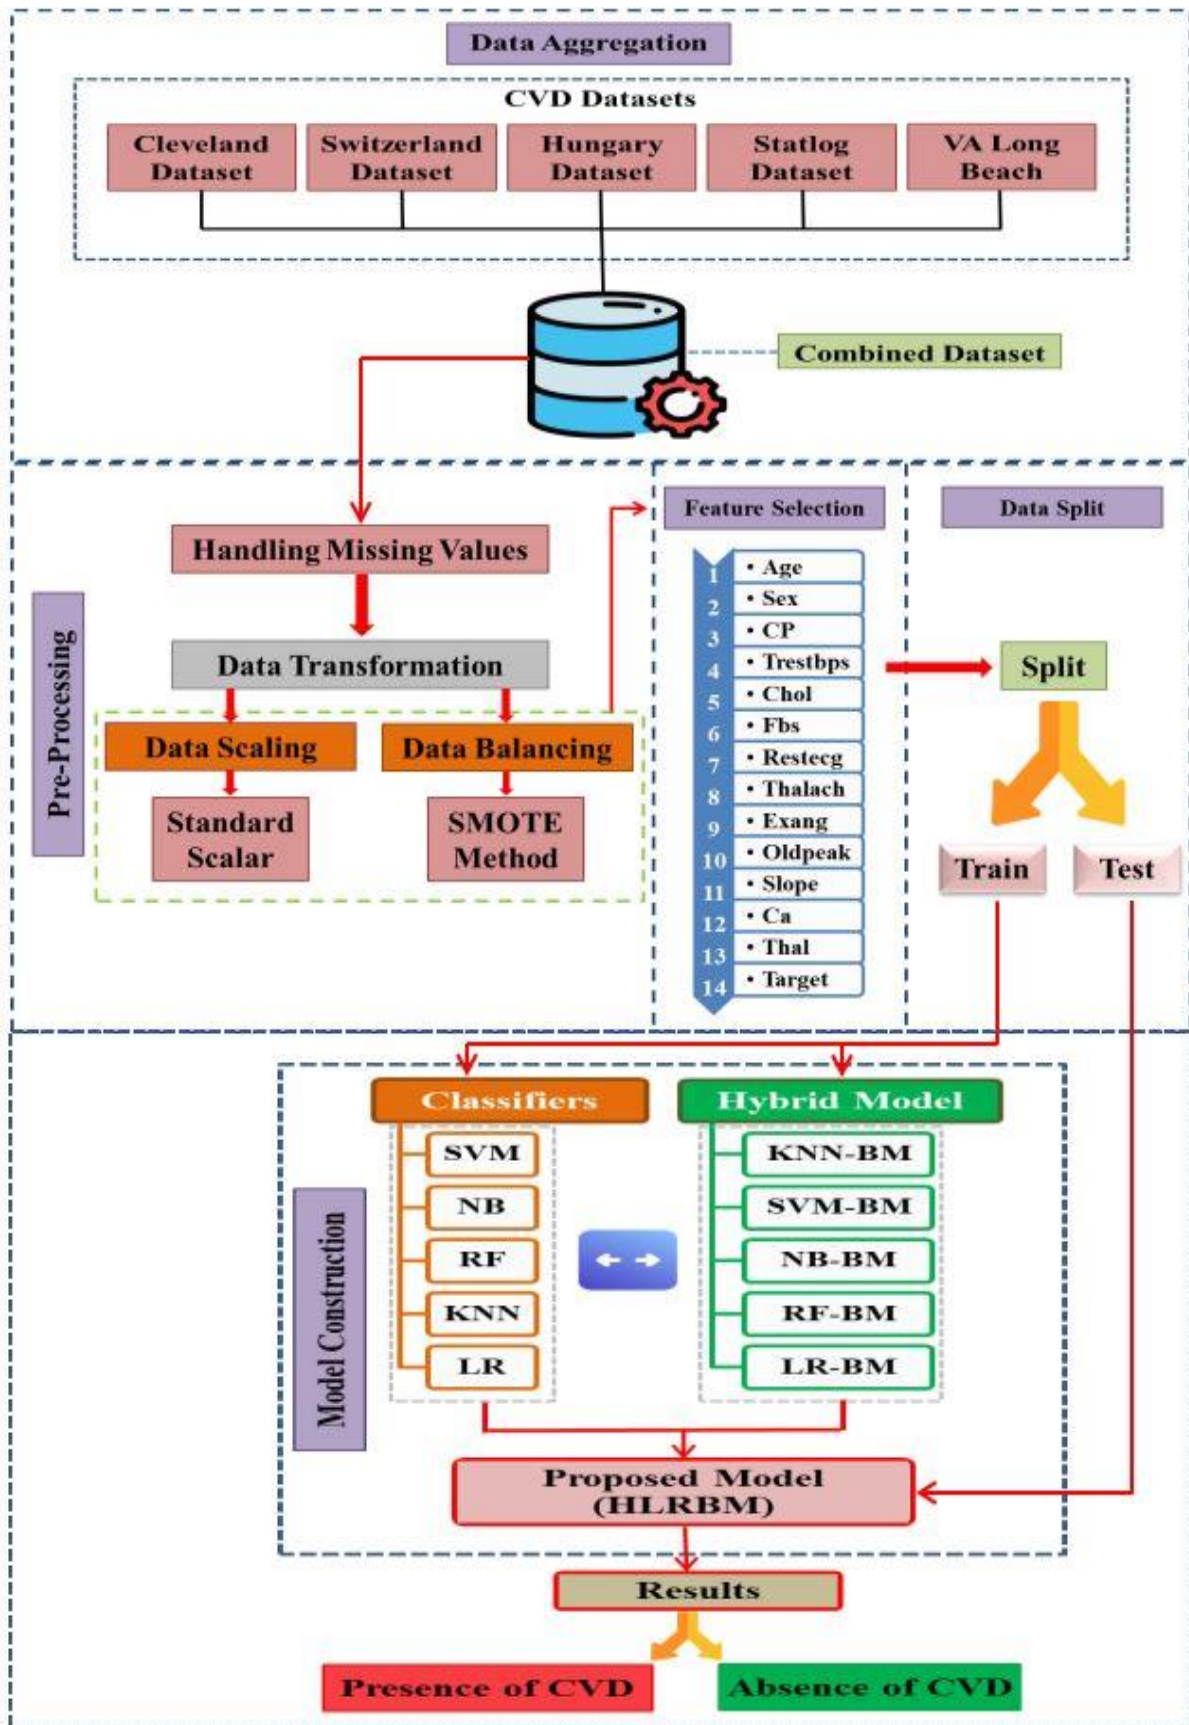 Data Aggregation
CVD Datasets
Cleveland
Dataset
Switzerland
Dataset
Hungary
Dataset
Statlog
Dataset
VA Long
Beach
Combined Dataset
Pre-Processing
Handling Missing Values
Data Transformation
Data Scaling
Data Balancing
Standard
Scalar
SMOTE
Method
Feature Selection
1 • Age
2 • Sex
3 • CP
4 • Trestbps
5 • Chol
6 • Fbs
7 • Restecg
8 • Thalach
9 • Exang
10 • Oldpeak
11 • Slope
12 • Ca
13 • Thal
14 • Target
Data Split
Split
Train
Test
Model Construction
Classifiers
SVM
NB
RF
KNN
LR
Hybrid Model
KNN-BM
SVM-BM
NB-BM
RF-BM
LR-BM
Proposed Model
(HLRBM)
Results
Presence of CVD
Absence of CVD